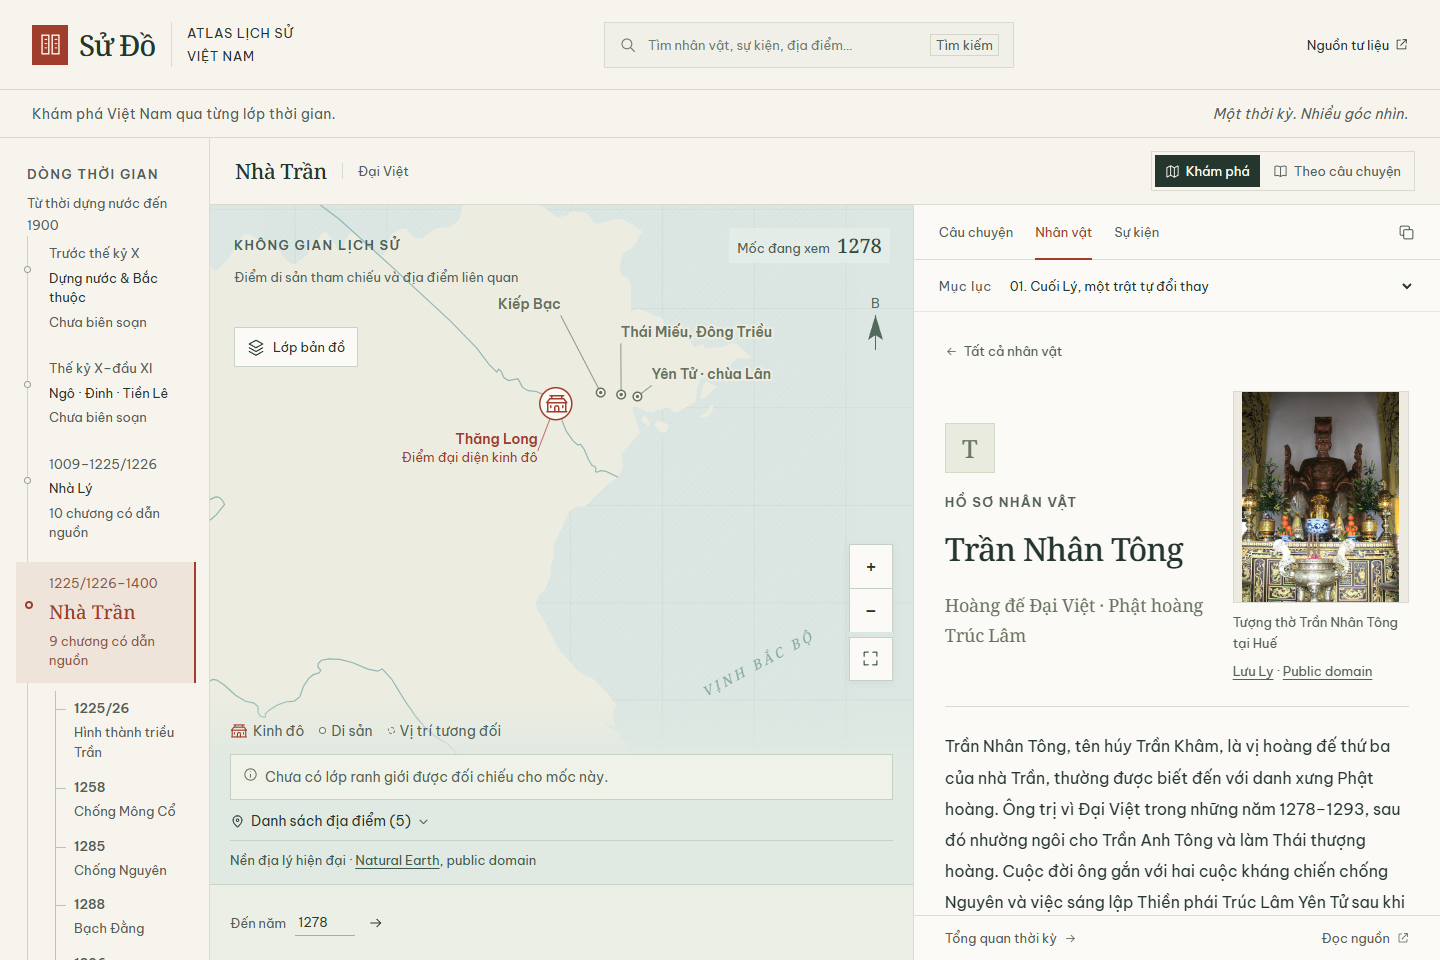 Sử Đồ
ATLAS LỊCH SỬ
VIỆT NAM
Tìm nhân vật, sự kiện, địa điểm...
Tìm kiếm
Nguồn tư liệu
Khám phá Việt Nam qua từng lớp thời gian.
Một thời kỳ. Nhiều góc nhìn.
DÒNG THỜI GIAN
Từ thời dựng nước đến
1900
Trước thế kỷ X
Dựng nước & Bắc
thuộc
Chưa biên soạn
Thế kỷ X–đầu XI
Ngô · Đinh · Tiền Lê
Chưa biên soạn
1009–1225/1226
Nhà Lý
10 chương có dẫn
nguồn
1225/1226–1400
Nhà Trần
9 chương có dẫn
nguồn
1225/26
Hình thành triều
Trần
1258
Chống Mông Cổ
1285
Chống Nguyên
1288
Bạch Đằng
Nhà Trần
Đại Việt
Khám phá
Theo câu chuyện
KHÔNG GIAN LỊCH SỬ
Điểm di sản tham chiếu và địa điểm liên quan
Mốc đang xem 1278
Lớp bản đồ
B
Kiếp Bạc
Thái Miếu, Đông Triều
Yên Tử · chùa Lân
Thăng Long
Điểm đại diện kinh đô
+
−
VỊNH BẮC BỘ
Kinh đô
Di sản
Vị trí tương đối
Chưa có lớp ranh giới được đối chiếu cho mốc này.
Danh sách địa điểm (5)
Nền địa lý hiện đại · Natural Earth, public domain
Đến năm 1278 →
Câu chuyện
Nhân vật
Sự kiện
Mục lục
01. Cuối Lý, một trật tự đổi thay
← Tất cả nhân vật
T
HỒ SƠ NHÂN VẬT
Trần Nhân Tông
Hoàng đế Đại Việt · Phật hoàng
Trúc Lâm
Tượng thờ Trần Nhân Tông
tại Huế
Lưu Ly · Public domain
Trần Nhân Tông, tên húy Trần Khâm, là vị hoàng đế thứ ba
của nhà Trần, thường được biết đến với danh xưng Phật
hoàng. Ông trị vì Đại Việt trong những năm 1278–1293, sau
đó nhường ngôi cho Trần Anh Tông và làm Thái thượng
hoàng. Cuộc đời ông gắn với hai cuộc kháng chiến chống
Nguyên và việc sáng lập Thiền phái Trúc Lâm Yên Tử sau khi
Tổng quan thời kỳ →
Đọc nguồn